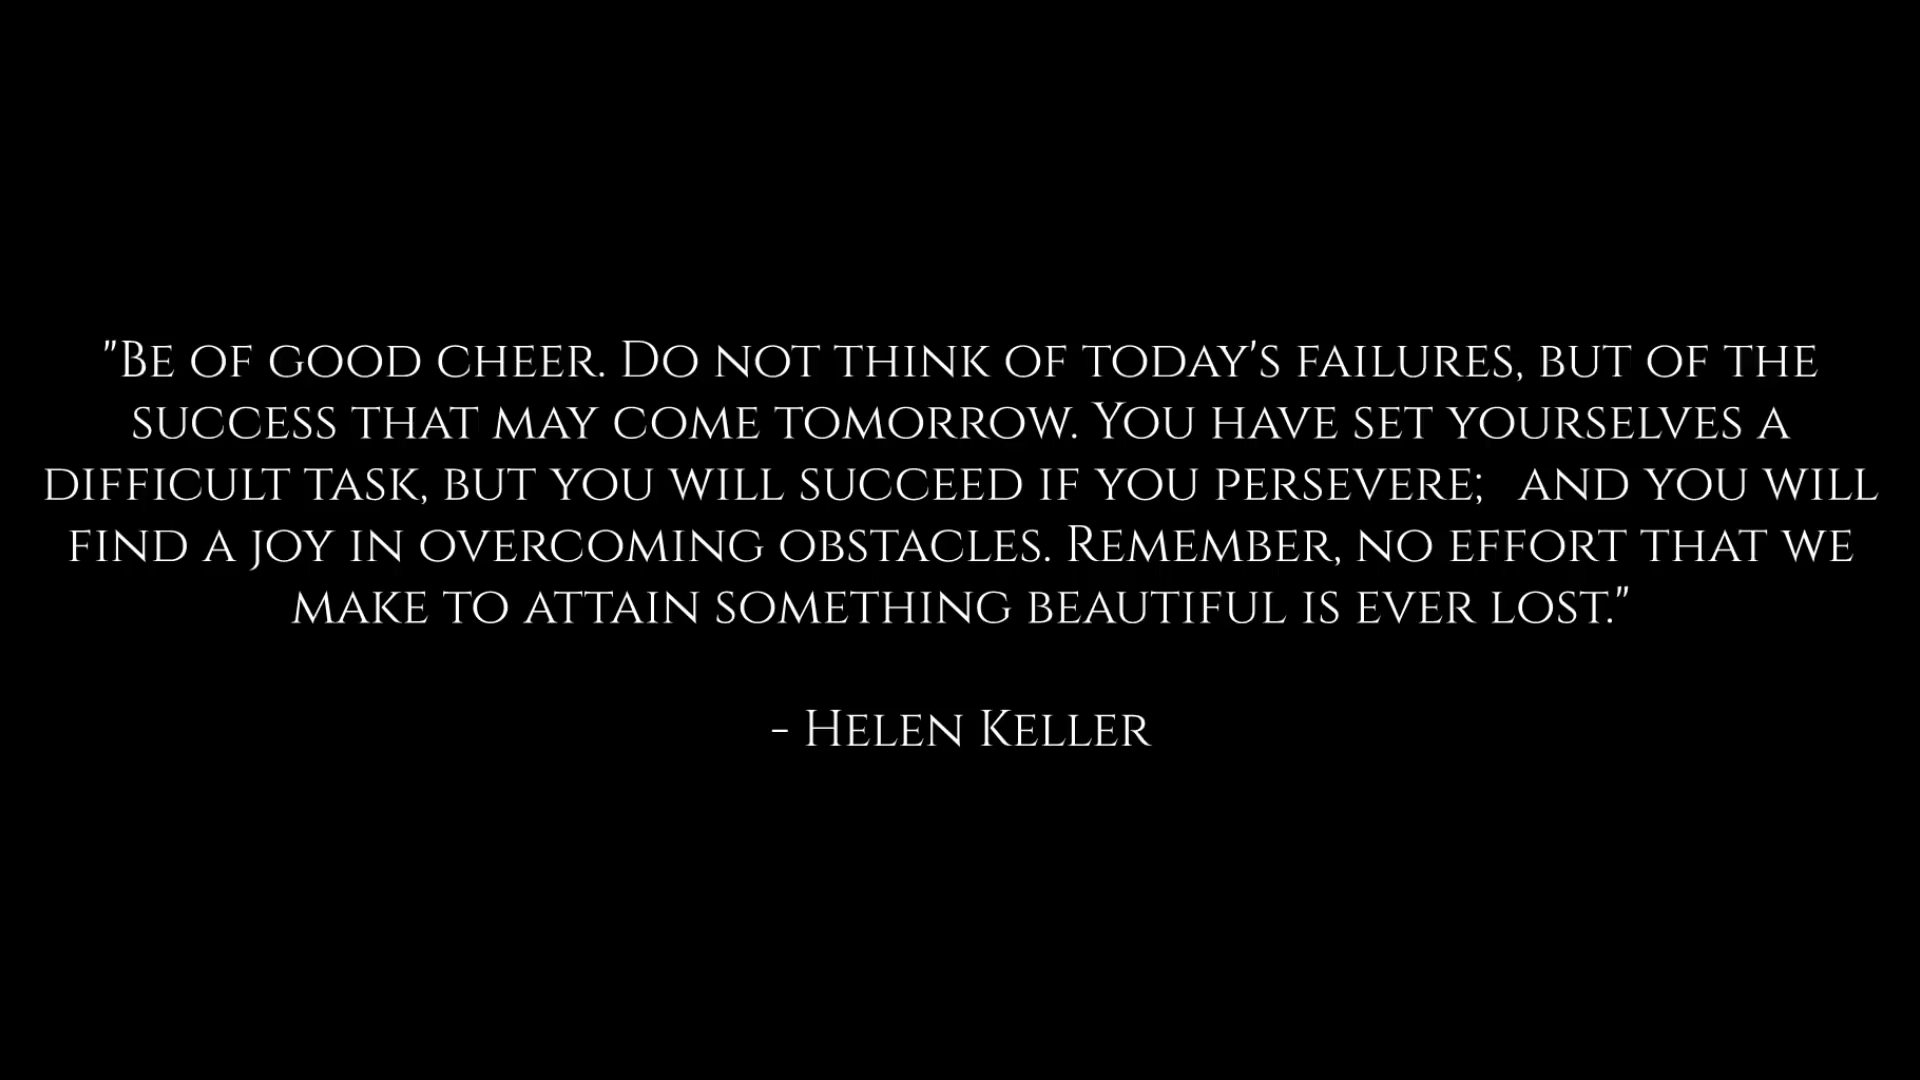 "Be of good cheer. Do not think of today's failures, but of the
success that may come tomorrow. You have set yourselves a
difficult task, but you will succeed if you persevere;   and you will
find a joy in overcoming obstacles. Remember, no effort that we
make to attain something beautiful is ever lost."
- Helen Keller